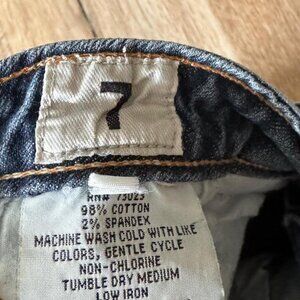 7
RN# 73023
98% COTTON
2% SPANDEX
MACHINE WASH COLD WITH LIKE
COLORS, GENTLE CYCLE
NON-CHLORINE
TUMBLE DRY MEDIUM
LOW IRON